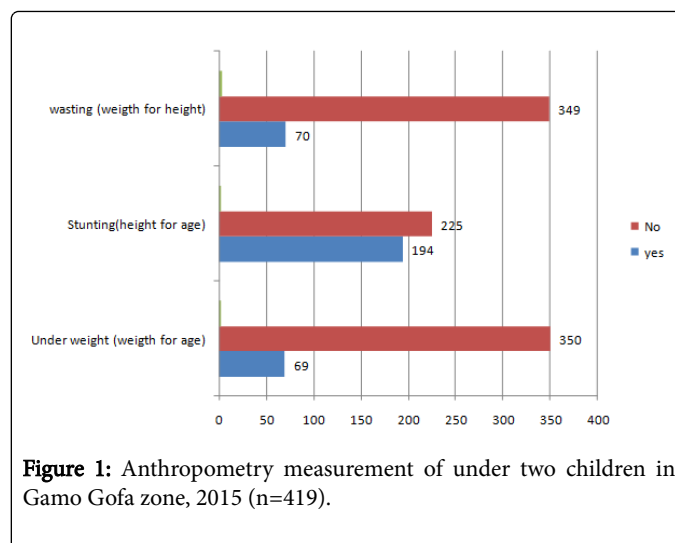 wasting (weigth for height)
349
70
Stunting(height for age)
225
194
No
yes
Under weight (weigth for age)
350
69
0 50 100 150 200 250 300 350 400
Figure 1: Anthropometry measurement of under two children in
Gamo Gofa zone, 2015 (n=419).